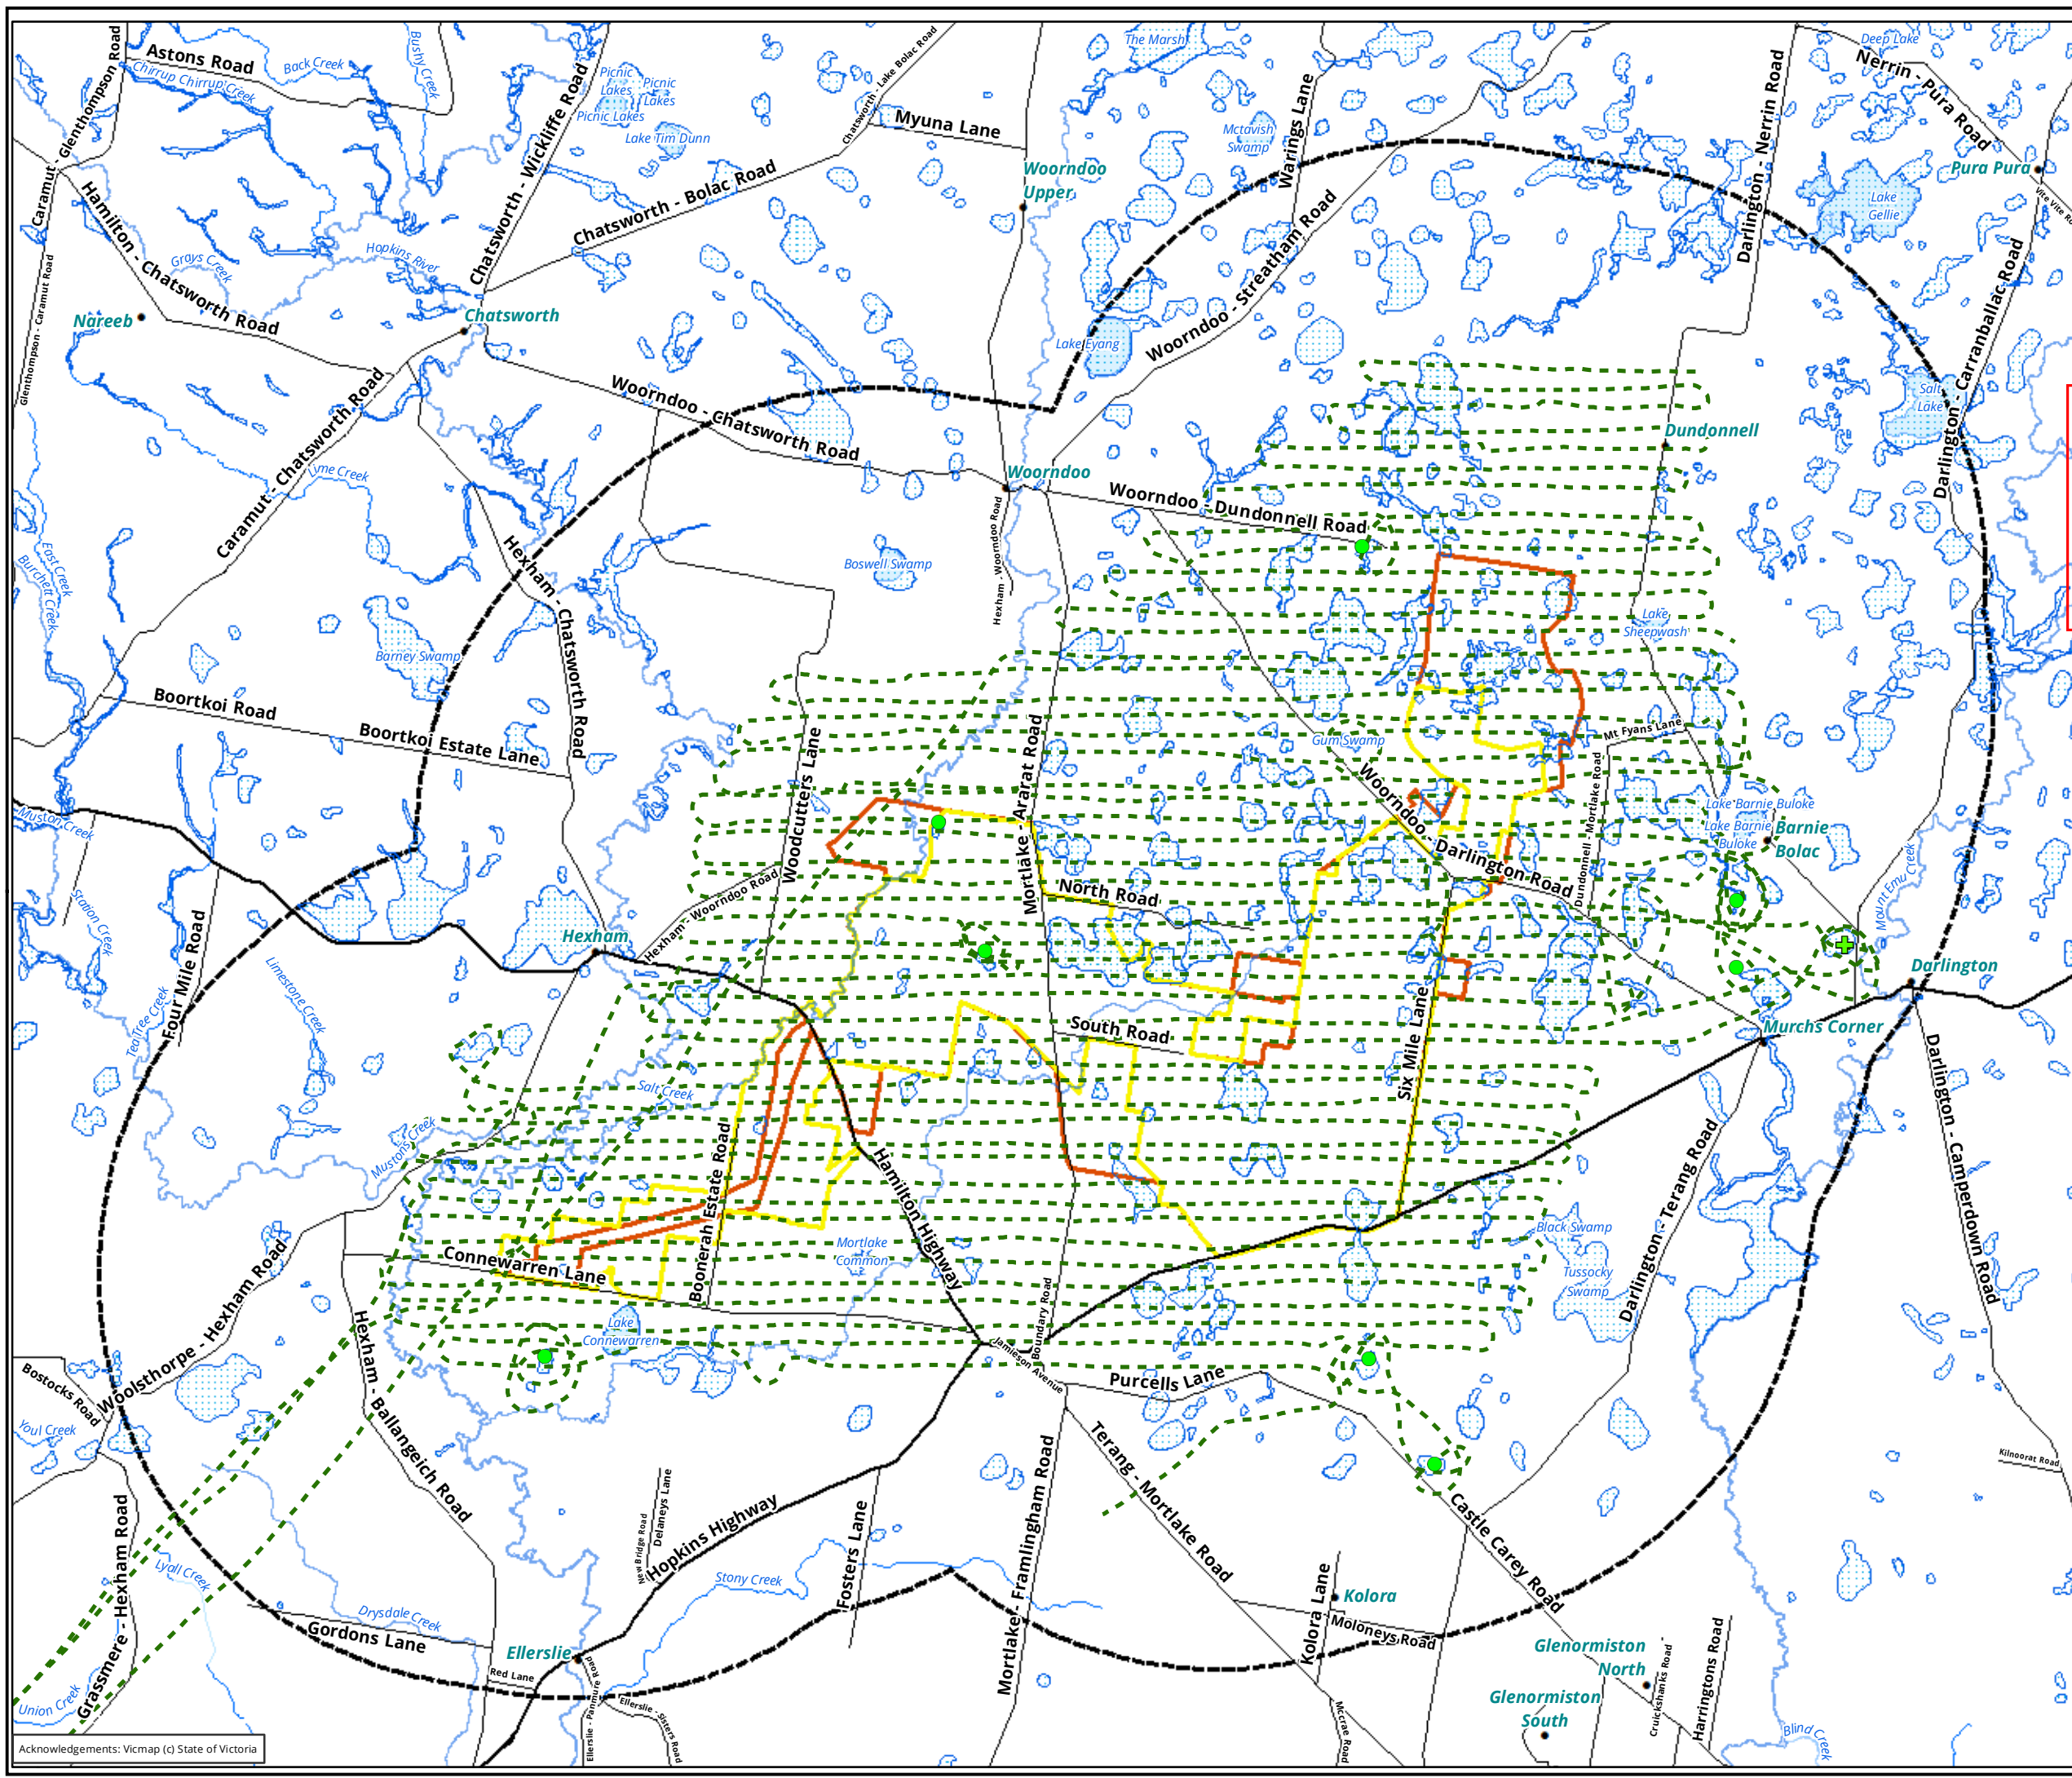 Astons Road
Chirrup Chirrup Creek
Back Creek
Bushy Creek
Caramut - Glenthompson Road
Chatsworth - Wickliffe Road
Picnic
Lakes
Picnic
Lakes
Picnic Lakes
Lake Tim Dunn
Chatsworth - Lake Bolac Road
Myuna Lane
The Marsh
Mctavish
Swamp
Warings Lane
Darlington - Nerrin Road
Deep Lake
Nerrin - Pura Road
Pura Pura
Lake
Gellie
Woorndoo
Upper
Chatsworth - Bolac Road
Hamilton - Chatsworth Road
Grays Creek
Hopkins River
Nareeb
Chatsworth
Glenthompson - Caramut Road
Lake Eyang
Woorndoo - Streatham Road
Darlington - Carranballac Road
Salt
Lake
Woorndoo - Chatsworth Road
Caramut - Chatsworth Road
Lyme Creek
Woorndoo
Dundonnell
Woorndoo - Dundonnell Road
Hexham - Woorndoo Road
Boswell Swamp
East Creek
Burchett Creek
Hexham - Chatsworth Road
Barney Swamp
Lake
Sheepwash
Boortkoi Road
Boortkoi Estate Lane
Woodcutters Lane
Mortlake - Ararat Road
Gum Swamp
Mt Fyans Lane
Woorndoo - Darlington Road
Dundonnell - Mortlake Road
Lake Barnie Buloke
Lake Barnie
Buloke
Barnie
Bolac
Muston Creek
Station Creek
Four Mile Road
Limestone Creek
Tea Tree Creek
Hexham
Hexham - Woorndoo Road
North Road
South Road
Six Mile Lane
Mount Emu Creek
Darlington
Murchs Corner
Salt Creek
Mustons Creek
Boonerah Estate Road
Hamilton Highway
Mortlake
Common
Connewarren Lane
Lake
Connewarren
Black Swamp
Tussocky
Swamp
Darlington - Terang Road
Darlington - Camperdown Road
Woolsthorpe - Hexham Road
Bostocks Road
Youl Creek
Hexham - Ballangeich Road
Boundary Road
Jamieson Avenue
Purcells Lane
Terang - Mortlake Road
Mortlake - Framlingham Road
Castle Carey Road
Kilnoorat Road
Grassmere - Hexham Road
Lyall Creek
New Bridge Road
Delaneys Lane
Hopkins Highway
Fosters Lane
Stony Creek
Drysdale Creek
Gordons Lane
Ellerslie
Red Lane
Ellerslie - Panmure Road
Ellerslie - Sisters Road
Kolora
Kolora Lane
Moloneys Road
Mccrae Road
Glenormiston
North
Glenormiston
South
Cruickshanks Road
Harringtons Road
Blind Creek
Union Creek
Acknowledgements: Vicmap (c) State of Victoria